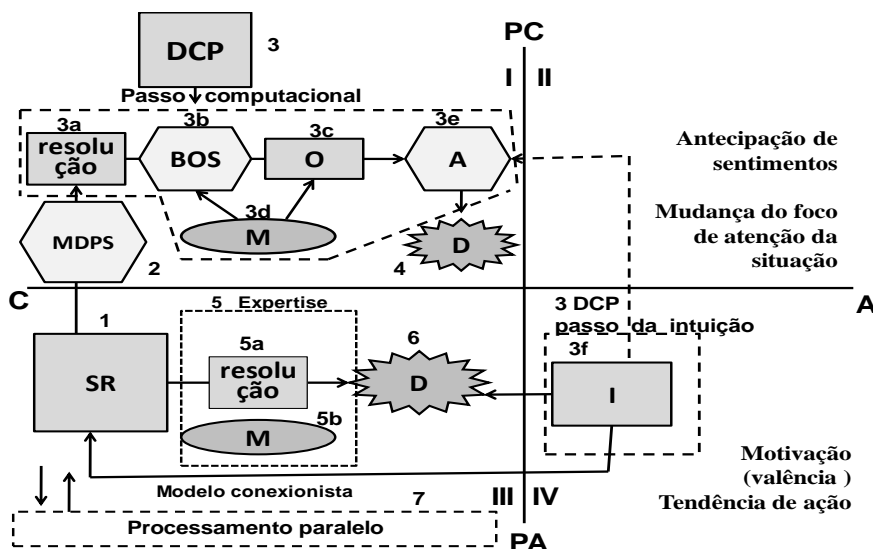 PC
DCP 3
I II
Passo computacional
3a 3b 3c 3e
resolu
ção
BOS
O
A
Antecipação de
sentimentos
3d
M
MDPS
2
4
D
Mudança do foco
de atenção da
situação
C
A
1
SR
5 Expertise
5a
resolu
ção
M
5b
6
D
3 DCP
passo da intuição
3f
I
Motivação
(valência )
Tendência de ação
Modelo conexionista
7
III IV
Processamento paralelo
PA